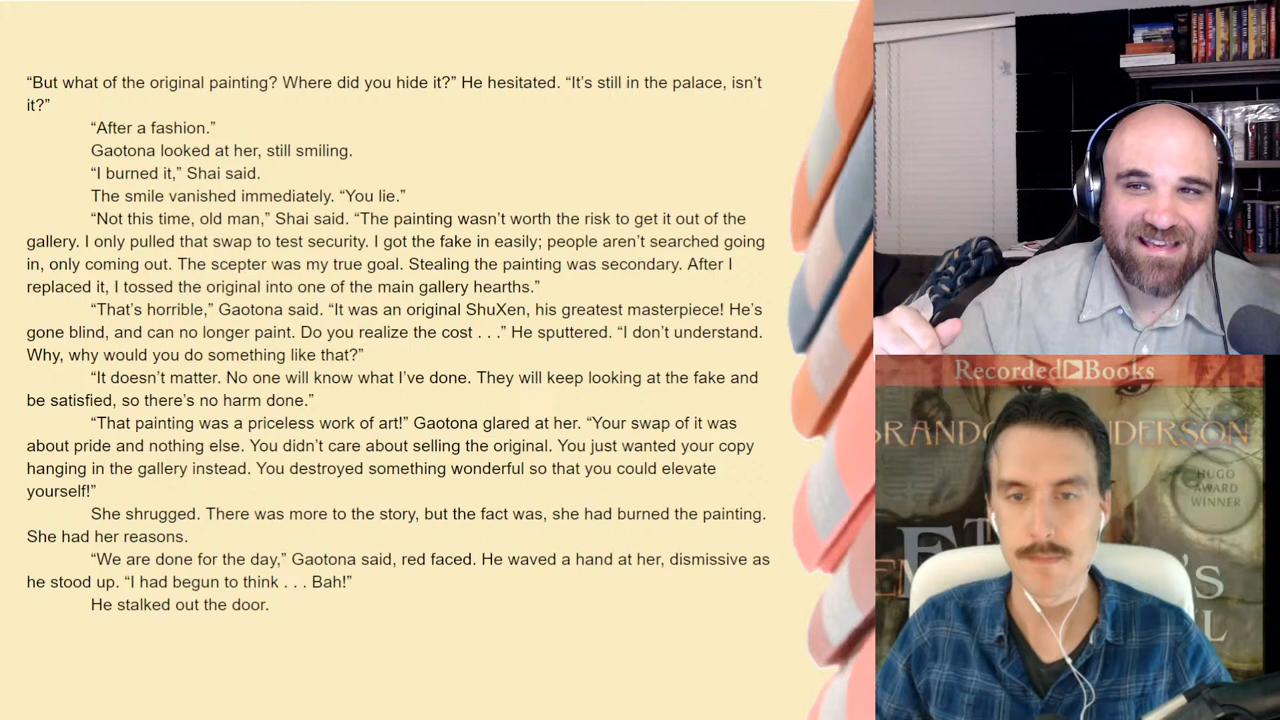 “But what of the original painting? Where did you hide it?” He hesitated. “It’s still in the palace, isn’t
it?”
“After a fashion.”
Gaotona looked at her, still smiling.
“I burned it,” Shai said.
The smile vanished immediately. “You lie.”
“Not this time, old man,” Shai said. “The painting wasn’t worth the risk to get it out of the
gallery. I only pulled that swap to test security. I got the fake in easily; people aren’t searched going
in, only coming out. The scepter was my true goal. Stealing the painting was secondary. After I
replaced it, I tossed the original into one of the main gallery hearths.”
“That’s horrible,” Gaotona said. “It was an original ShuXen, his greatest masterpiece! He’s
gone blind, and can no longer paint. Do you realize the cost . . .” He sputtered. “I don’t understand.
Why, why would you do something like that?”
“It doesn’t matter. No one will know what I’ve done. They will keep looking at the fake and
be satisfied, so there’s no harm done.”
“That painting was a priceless work of art!” Gaotona glared at her. “Your swap of it was
about pride and nothing else. You didn’t care about selling the original. You just wanted your copy
hanging in the gallery instead. You destroyed something wonderful so that you could elevate
yourself!”
She shrugged. There was more to the story, but the fact was, she had burned the painting.
She had her reasons.
“We are done for the day,” Gaotona said, red faced. He waved a hand at her, dismissive as
he stood up. “I had begun to think . . . Bah!”
He stalked out the door.
Recorded Books
HUGO
AWARD
WINNER